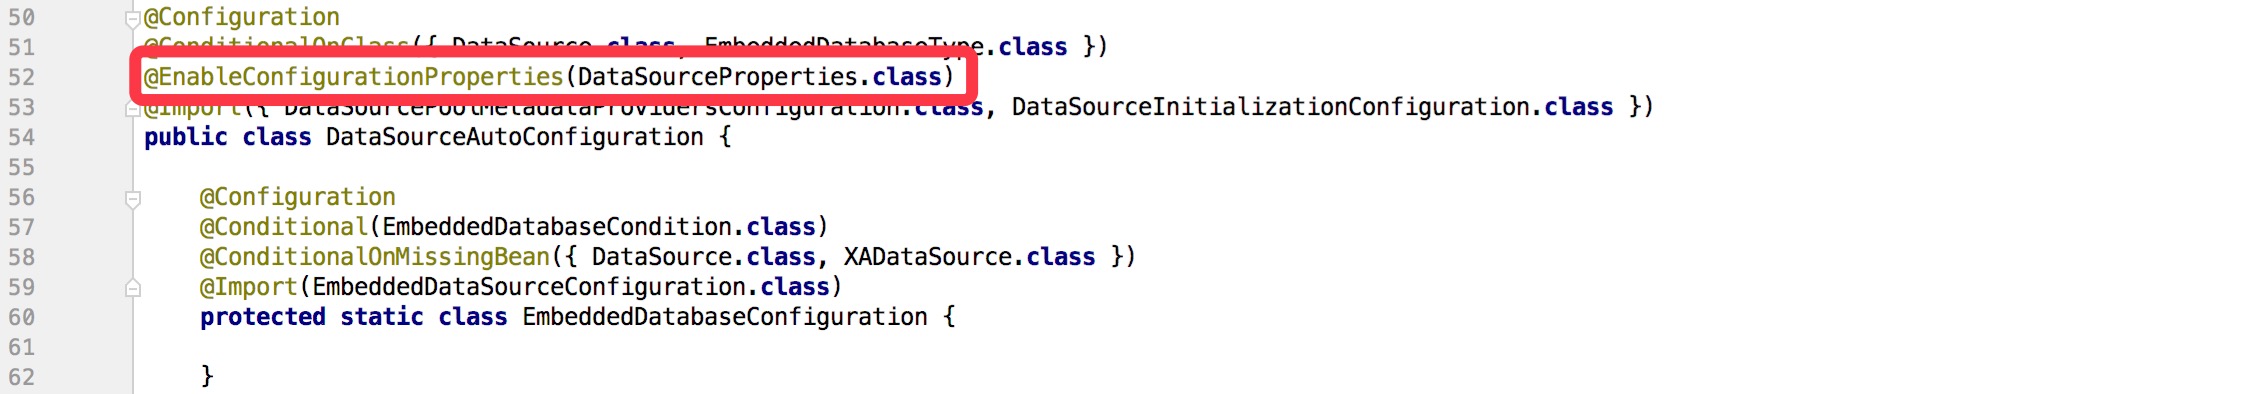 50 @Configuration
51 @ConditionalOnClass({ DataSource.class, EmbeddedDatabaseType.class })
52 @EnableConfigurationProperties(DataSourceProperties.class)
53 @Import({ DataSourcePoolMetadataProvidersConfiguration.class, DataSourceInitializationConfiguration.class })
54 public class DataSourceAutoConfiguration {
55
56 @Configuration
57 @Conditional(EmbeddedDatabaseCondition.class)
58 @ConditionalOnMissingBean({ DataSource.class, XADataSource.class })
59 @Import(EmbeddedDataSourceConfiguration.class)
60 protected static class EmbeddedDatabaseConfiguration {
61
62 }